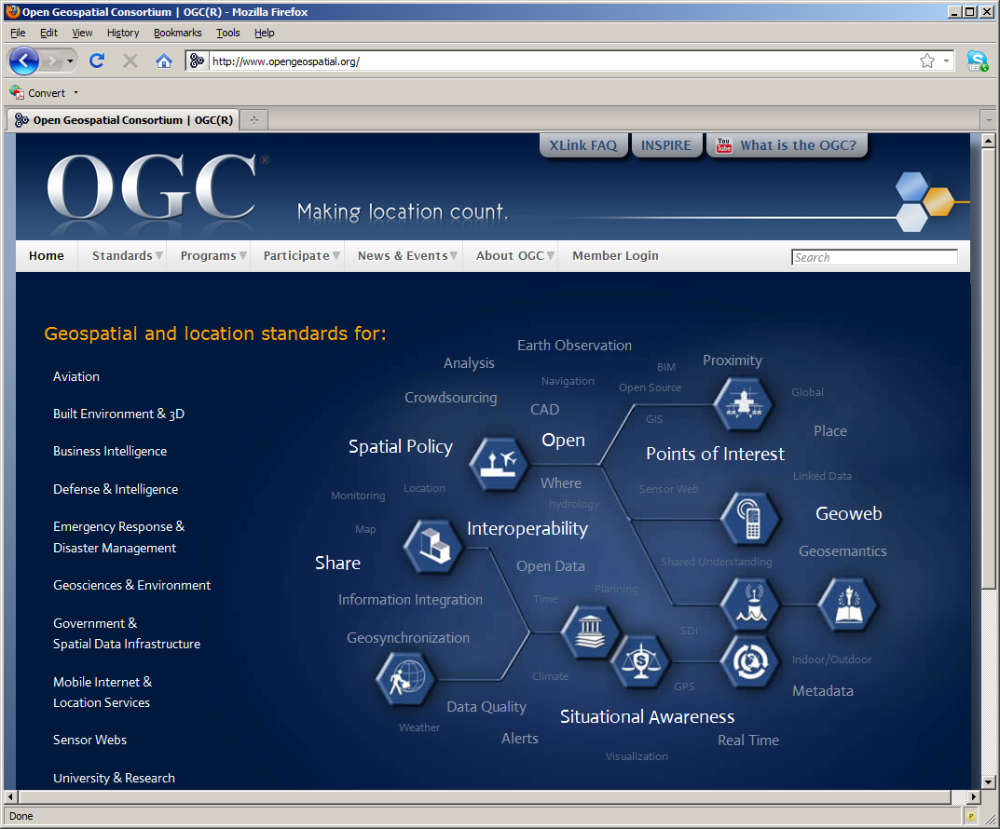 Open Geospatial Consortium | OGC(R) - Mozilla Firefox
File Edit View History Bookmarks Tools Help
http://www.opengeospatial.org/
Convert
Open Geospatial Consortium | OGC(R)
XLink FAQ INSPIRE You Tube What is the OGC?
OGC®
Making location count.
Home Standards Programs Participate News & Events About OGC Member Login Search
Geospatial and location standards for:
Aviation
Built Environment & 3D
Business Intelligence
Defense & Intelligence
Emergency Response &
Disaster Management
Geosciences & Environment
Government &
Spatial Data Infrastructure
Mobile Internet &
Location Services
Sensor Webs
University & Research
Earth Observation
Analysis
BIM
Proximity
Navigation
Open Source
Global
Crowdsourcing
CAD
GIS
Place
Spatial Policy
Open
Points of Interest
Monitoring
Location
Where
Sensor Web
Linked Data
hydrology
Geoweb
Map
Interoperability
Share
Open Data
Shared Understanding
Geosemantics
Information Integration
Time
Planning
Geosynchronization
SDI
Climate
GPS
Indoor/Outdoor
Metadata
Data Quality
Situational Awareness
Weather
Alerts
Real Time
Visualization
Done